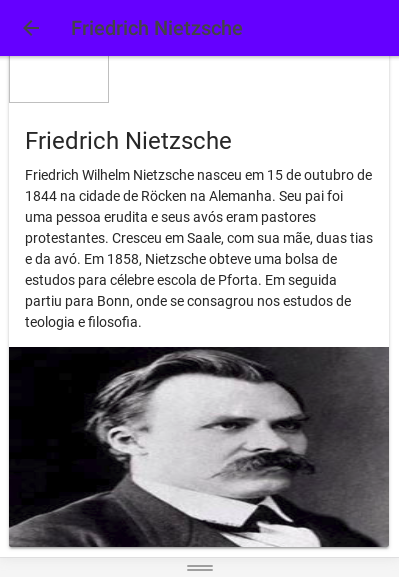 Friedrich Nietzsche
Friedrich Nietzsche
Friedrich Wilhelm Nietzsche nasceu em 15 de outubro de
1844 na cidade de Röcken na Alemanha. Seu pai foi
uma pessoa erudita e seus avós eram pastores
protestantes. Cresceu em Saale, com sua mãe, duas tias
e da avó. Em 1858, Nietzsche obteve uma bolsa de
estudos para célebre escola de Pforta. Em seguida
partiu para Bonn, onde se consagrou nos estudos de
teologia e filosofia.